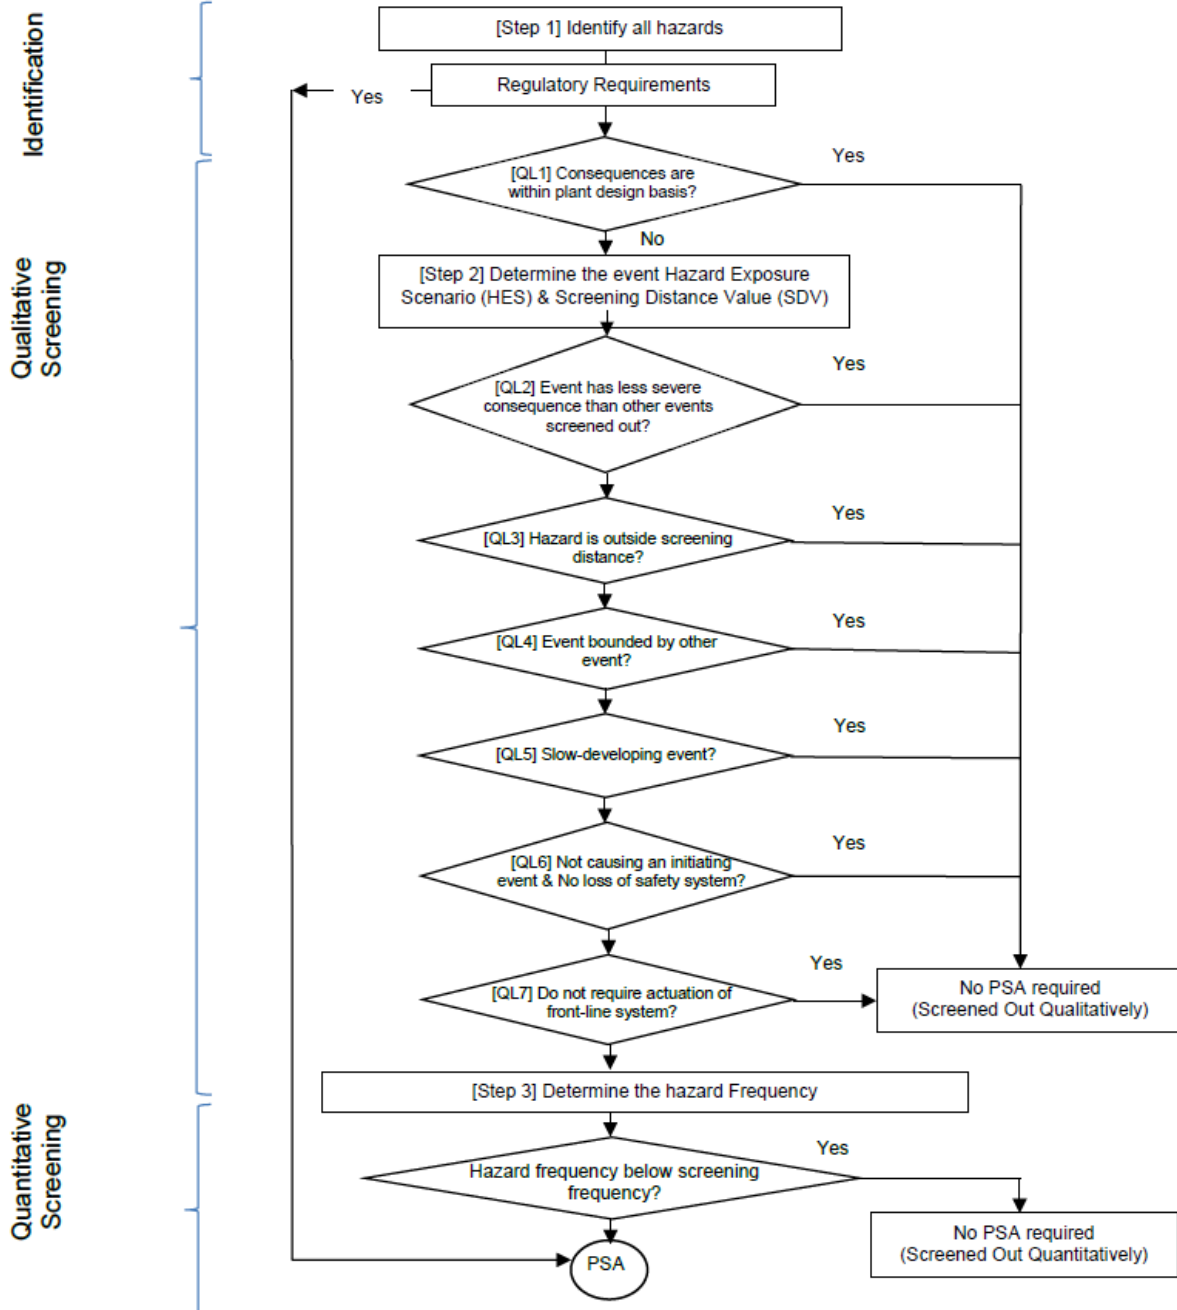 Identification
[Step 1] Identify all hazards
Regulatory Requirements
Yes
[QL1] Consequences are
within plant design basis?
Yes
No
Qualitative
Screening
[Step 2] Determine the event Hazard Exposure
Scenario (HES) & Screening Distance Value (SDV)
[QL2] Event has less severe
consequence than other events
screened out?
Yes
[QL3] Hazard is outside screening
distance?
Yes
[QL4] Event bounded by other
event?
Yes
[QL5] Slow-developing event?
Yes
[QL6] Not causing an initiating
event & No loss of safety system?
Yes
[QL7] Do not require actuation of
front-line system?
Yes
No PSA required
(Screened Out Qualitatively)
Quantitative
Screening
[Step 3] Determine the hazard Frequency
Hazard frequency below screening
frequency?
Yes
No PSA required
(Screened Out Quantitatively)
PSA